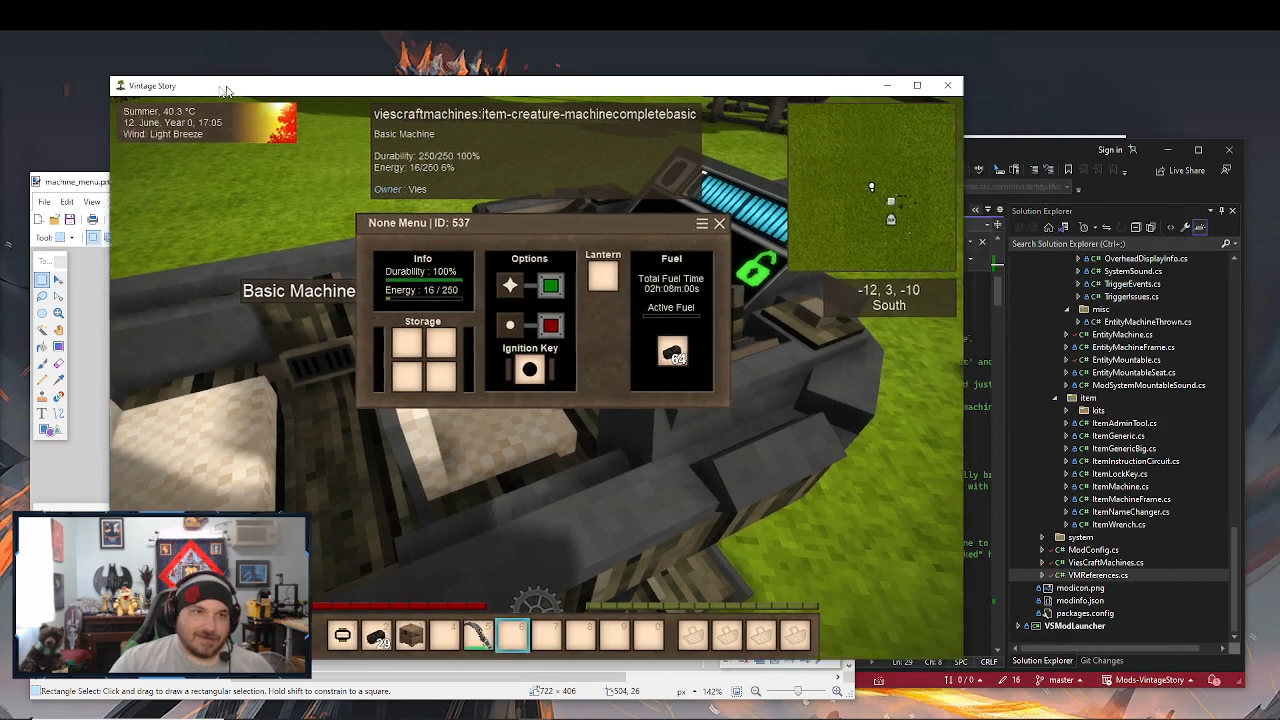 Vintage Story
Summer, 40.3 °C
12. June, Year 0, 17:05
Wind: Light Breeze
viescraftmachines:item-creature-machinecompletebasic
Basic Machine
Durability: 250/250 100%
Energy: 16/250 6%
Owner: Vies
None Menu | ID: 537
Info
Durability : 100%
Energy : 16 / 250
Storage
Options
Ignition Key
Lantern
Fuel
Total Fuel Time
02h:08m:00s
Active Fuel
64
Basic Machine
-12, 3, -10
South
29
machine_menu.p
File Edit View
Tool:
To...
Sign in
Live Share
Solution Explorer
Search Solution Explorer (Ctrl+;)
OverheadDisplayInfo.cs
SystemSound.cs
TriggerEvents.cs
TriggerIssues.cs
misc
EntityMachineThrown.cs
EntityMachine.cs
EntityMachineFrame.cs
EntityMountable.cs
EntityMountableSeat.cs
ModSystemMountableSound.cs
item
kits
ItemAdminTool.cs
ItemGeneric.cs
ItemGenericBig.cs
ItemInstructionCircuit.cs
ItemLockKey.cs
ItemMachine.cs
ItemMachineFrame.cs
ItemNameChanger.cs
ItemWrench.cs
system
ModConfig.cs
ViesCraftMachines.cs
VMReferences.cs
modicon.png
modinfo.json
packages.config
VSModLauncher
Solution Explorer Git Changes
Ln: 29 Ch: 8 SPC CRLF
0 / 0 16 master Mods-VintageStory
Rectangle Select: Click and drag to draw a rectangular selection. Hold shift to constrain to a square.
722 × 406
504, 26
px
142%